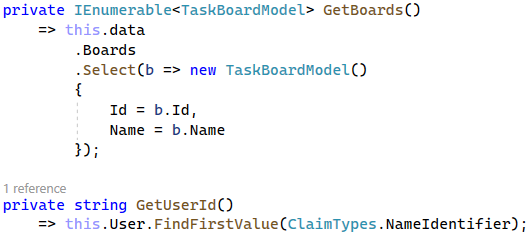 private IEnumerable<TaskBoardModel> GetBoards()
    => this.data
        .Boards
        .Select(b => new TaskBoardModel()
        {
            Id = b.Id,
            Name = b.Name
        });
1 reference
private string GetUserId()
    => this.User.FindFirstValue(ClaimTypes.NameIdentifier);